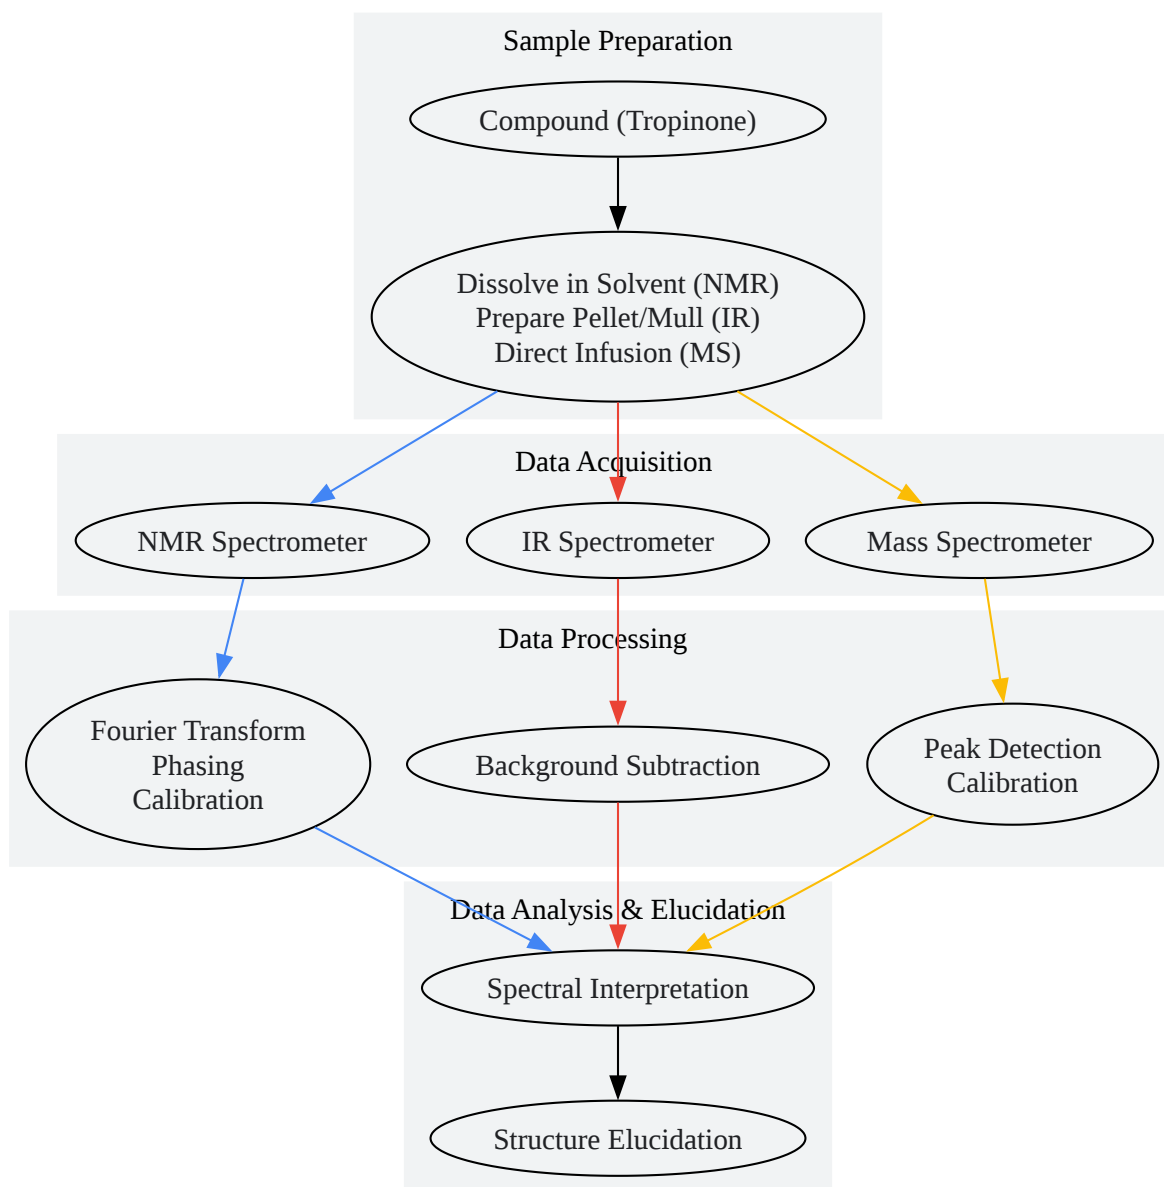 Sample Preparation
Compound (Tropinone)
Dissolve in Solvent (NMR)
Prepare Pellet/Mull (IR)
Direct Infusion (MS)
Data Acquisition
NMR Spectrometer
IR Spectrometer
Mass Spectrometer
Data Processing
Fourier Transform
Phasing
Calibration
Background Subtraction
Peak Detection
Calibration
Data Analysis & Elucidation
Spectral Interpretation
Structure Elucidation